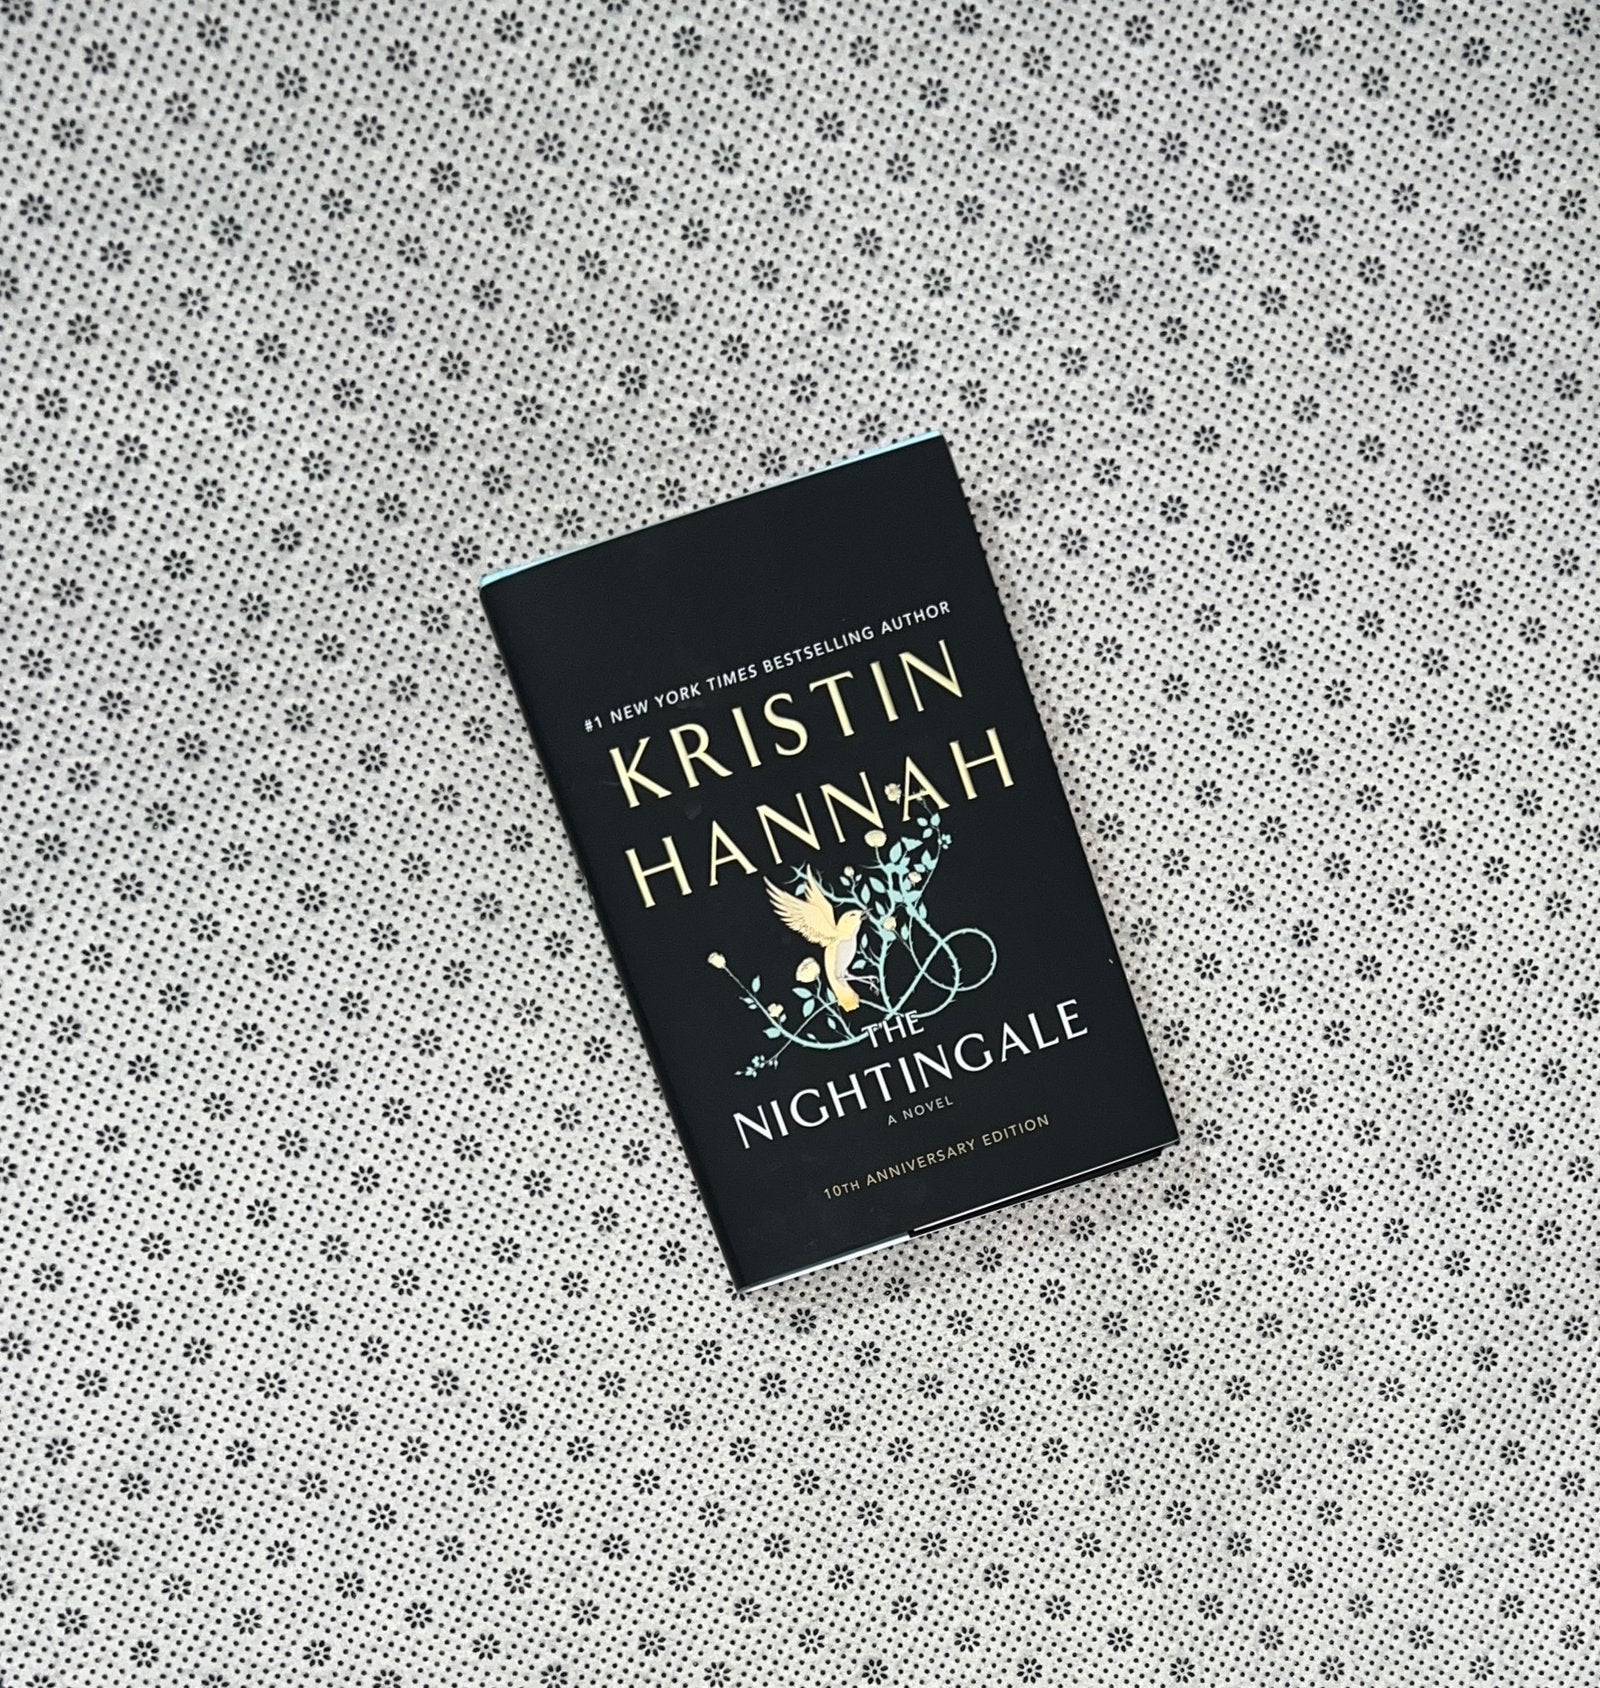 #1 NEW YORK TIMES BESTSELLING AUTHOR
KRISTIN
HANNAH
THE
NIGHTINGALE
A NOVEL
10TH ANNIVERSARY EDITION